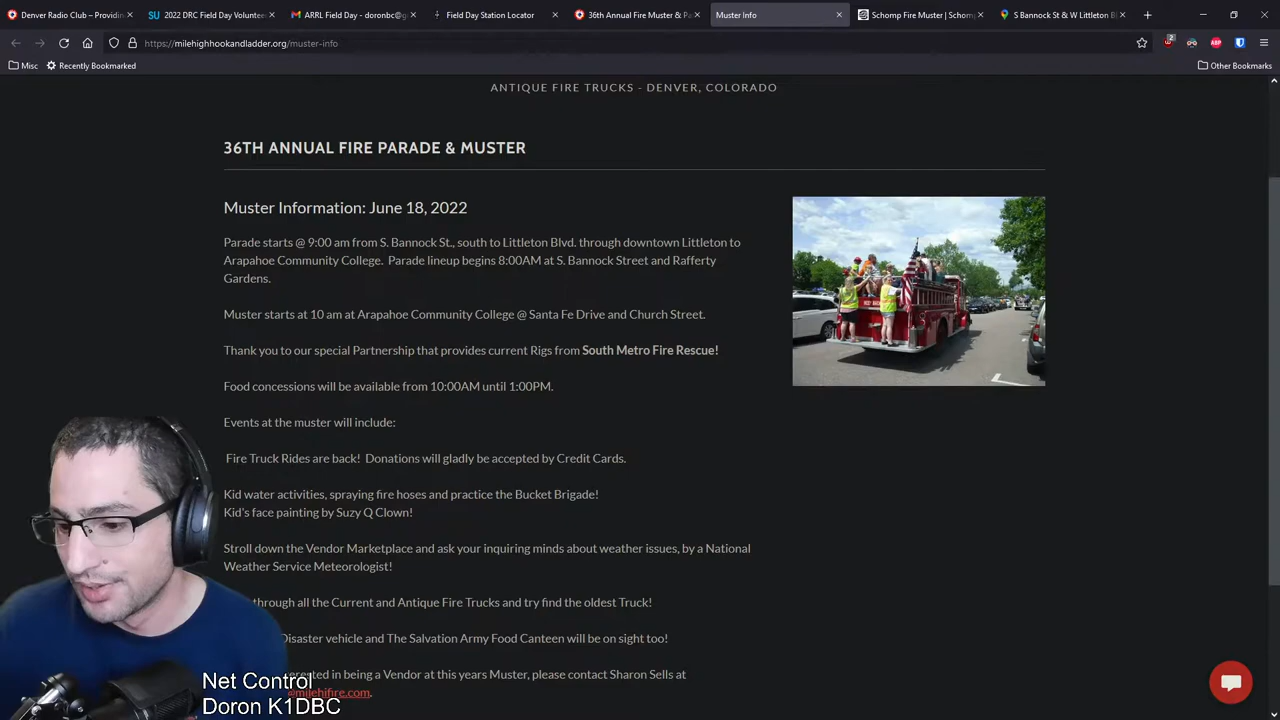 Denver Radio Club – Providin
2022 DRC Field Day Volunteer
ARRL Field Day - doronbc@g
Field Day Station Locator
36th Annual Fire Muster & Pa
Muster Info
Schomp Fire Muster | Schomp
S Bannock St & W Littleton Bl
https://milehighhookandladder.org/muster-info
2
ABP
Misc
Recently Bookmarked
Other Bookmarks
ANTIQUE FIRE TRUCKS - DENVER, COLORADO
36TH ANNUAL FIRE PARADE & MUSTER
Muster Information: June 18, 2022
Parade starts @ 9:00 am from S. Bannock St., south to Littleton Blvd. through downtown Littleton to
Arapahoe Community College. Parade lineup begins 8:00AM at S. Bannock Street and Rafferty
Gardens.
Muster starts at 10 am at Arapahoe Community College @ Santa Fe Drive and Church Street.
Thank you to our special Partnership that provides current Rigs from South Metro Fire Rescue!
Food concessions will be available from 10:00AM until 1:00PM.
Events at the muster will include:
Fire Truck Rides are back! Donations will gladly be accepted by Credit Cards.
Kid water activities, spraying fire hoses and practice the Bucket Brigade!
Kid's face painting by Suzy Q Clown!
Stroll down the Vendor Marketplace and ask your inquiring minds about weather issues, by a National
Weather Service Meteorologist!
through all the Current and Antique Fire Trucks and try find the oldest Truck!
Disaster vehicle and The Salvation Army Food Canteen will be on sight too!
erested in being a Vendor at this years Muster, please contact Sharon Sells at
@milehifire.com.
Net Control
Doron K1DBC